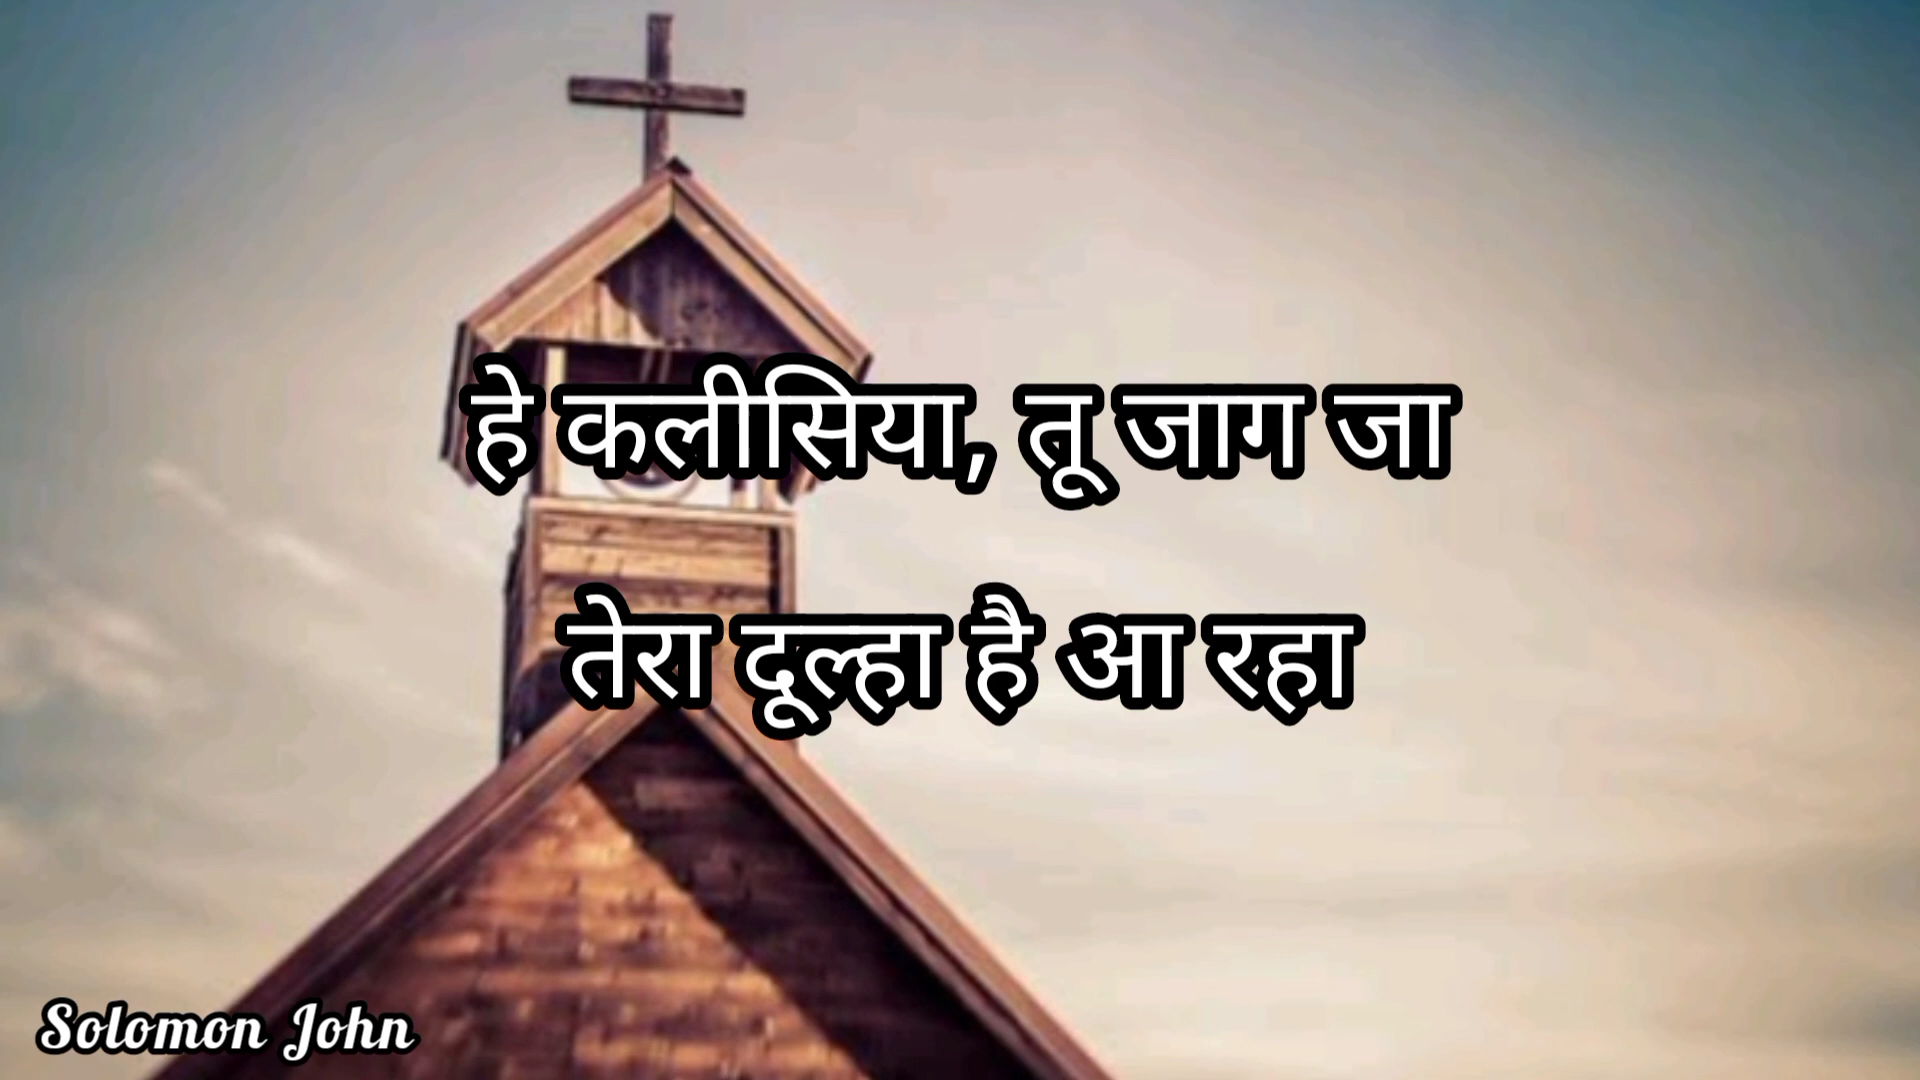 हे कलीसिया, तू जाग जा
तेरा दूल्हा है आ रहा
Solomon John